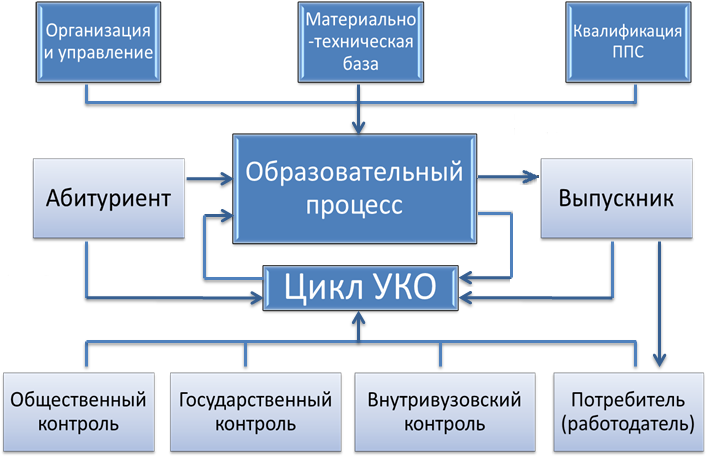 Организация
и управление
Материально
-техническая
база
Квалификация
ППС
Образовательный
процесс
Абитуриент
Выпускник
Цикл УКО
Общественный
контроль
Государственный
контроль
Внутривузовский
контроль
Потребитель
(работодатель)